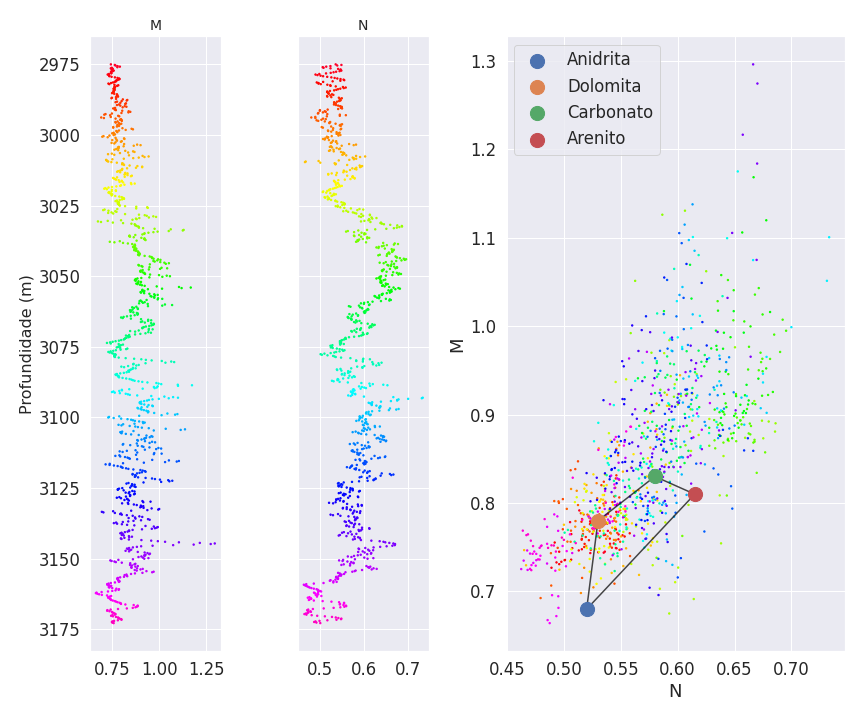 M
N
Profundidade (m)
2975
3000
3025
3050
3075
3100
3125
3150
3175
0.75 1.00 1.25
0.5 0.6 0.7
M
1.3
1.2
1.1
1.0
0.9
0.8
0.7
Anidrita
Dolomita
Carbonato
Arenito
0.45 0.50 0.55 0.60 0.65 0.70
N